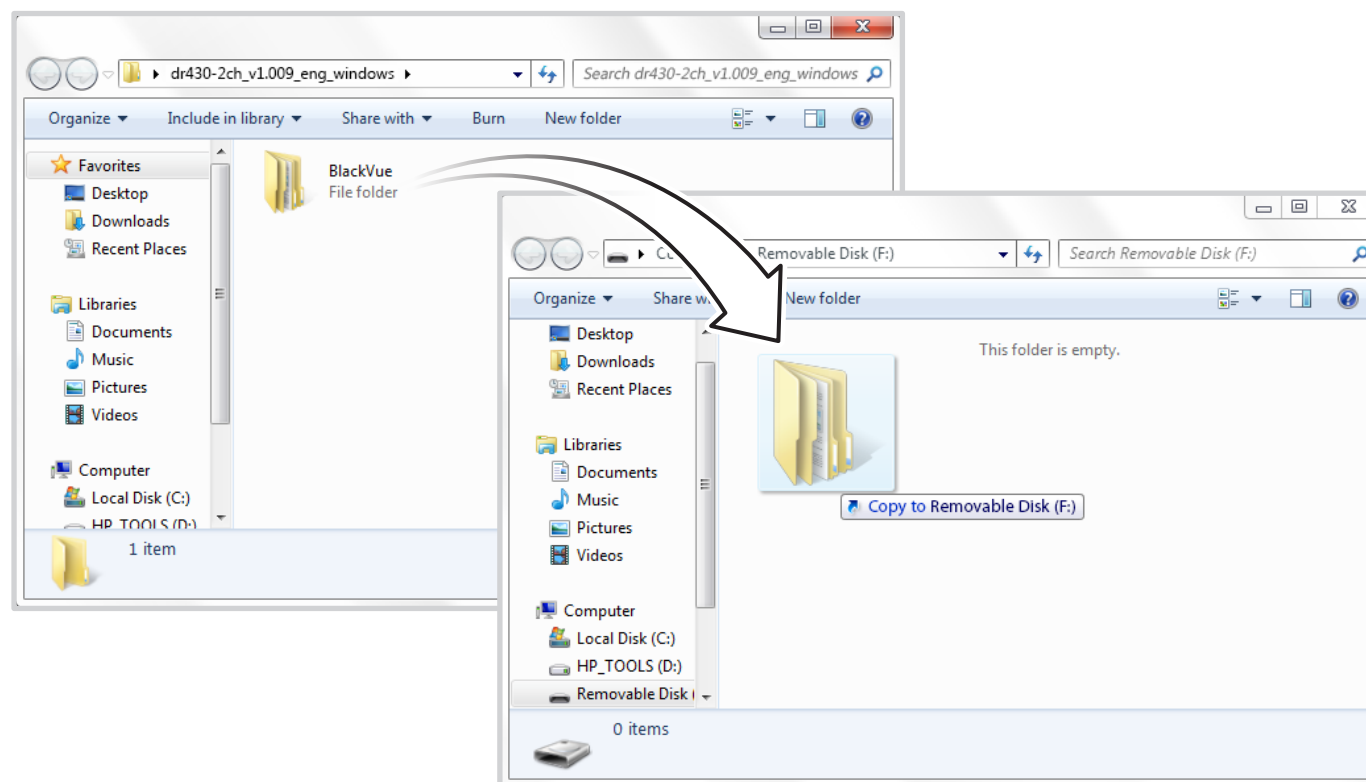 dr430-2ch_v1.009_eng_windows
Search dr430-2ch_v1.009_eng_windows
Organize Include in library Share with Burn New folder
Favorites
Desktop
Downloads
Recent Places
Libraries
Documents
Music
Pictures
Videos
Computer
Local Disk (C:)
HP_TOOLS (D:)
BlackVue
File folder
1 item
Removable Disk (F:)
Search Removable Disk (F:)
Organize Share New folder
Desktop
Downloads
Recent Places
Libraries
Documents
Music
Pictures
Videos
Computer
Local Disk (C:)
HP_TOOLS (D:)
Removable Disk (
This folder is empty.
Copy to Removable Disk (F:)
0 items